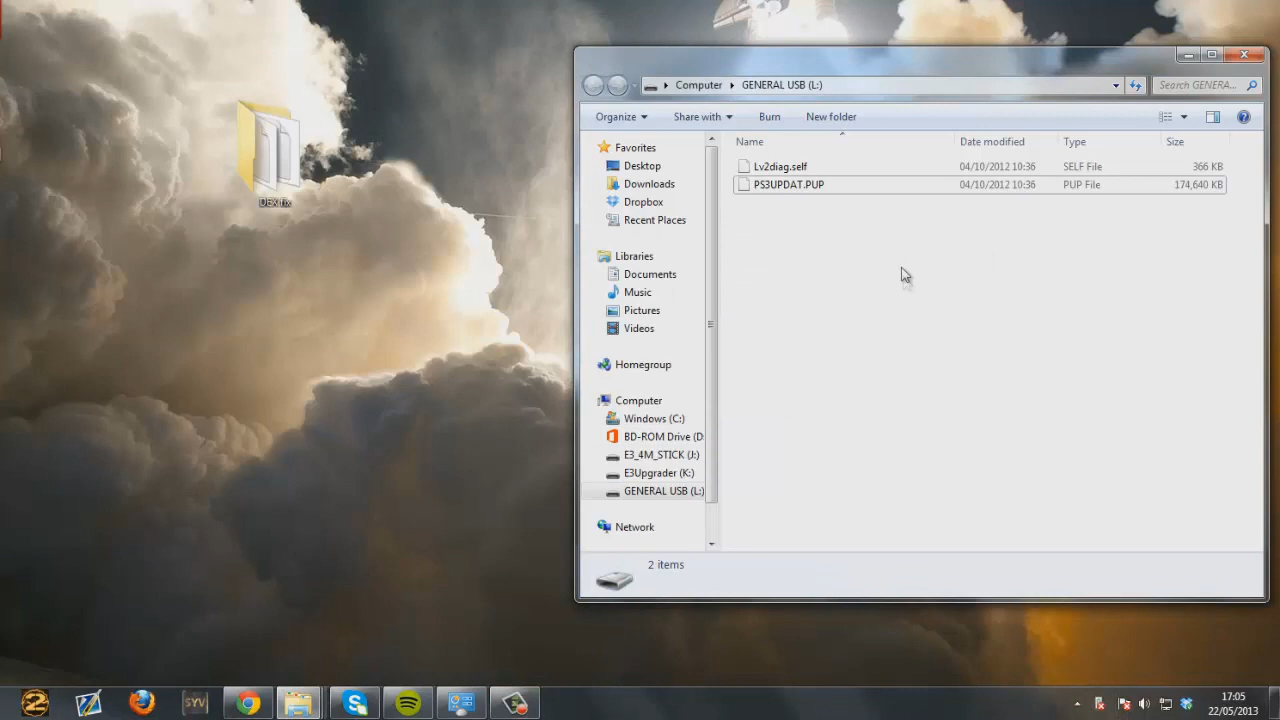 DEX fix
Computer
GENERAL USB (L:)
Search GENERA...
Organize
Share with
Burn
New folder
Name
Date modified
Type
Size
Lv2diag.self
04/10/2012 10:36
SELF File
366 KB
PS3UPDAT.PUP
04/10/2012 10:36
PUP File
174,640 KB
Favorites
Desktop
Downloads
Dropbox
Recent Places
Libraries
Documents
Music
Pictures
Videos
Homegroup
Computer
Windows (C:)
BD-ROM Drive (D
E3_4M_STICK (J:)
E3Upgrader (K:)
GENERAL USB (L:)
Network
2 items
2
SYV
17:05
22/05/2013